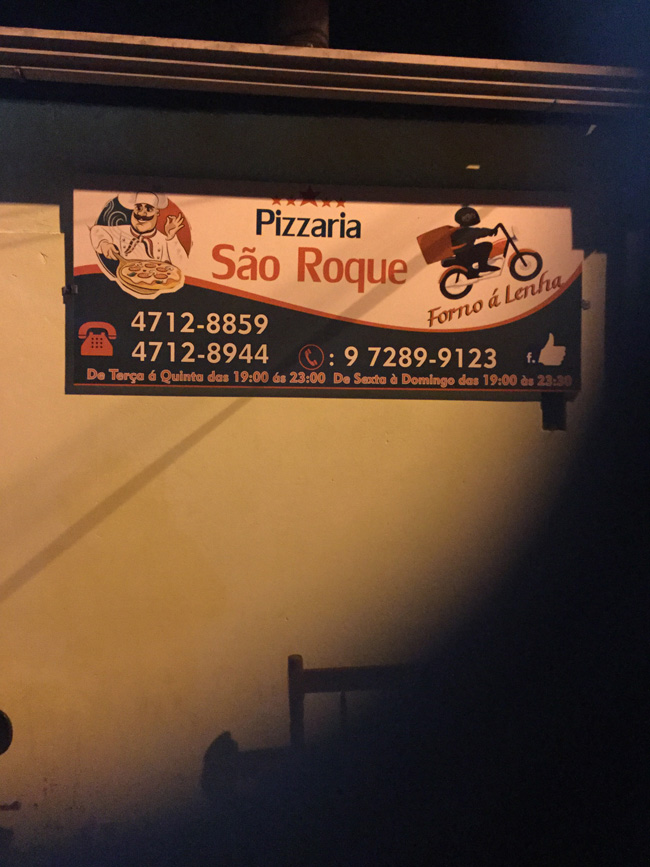 Pizzaria
São Roque
Forno á Lenha
4712-8859
4712-8944
: 9 7289-9123
f.
De Terça á Quinta das 19:00 ás 23:00 De Sexta à Domingo das 19:00 às 23:30